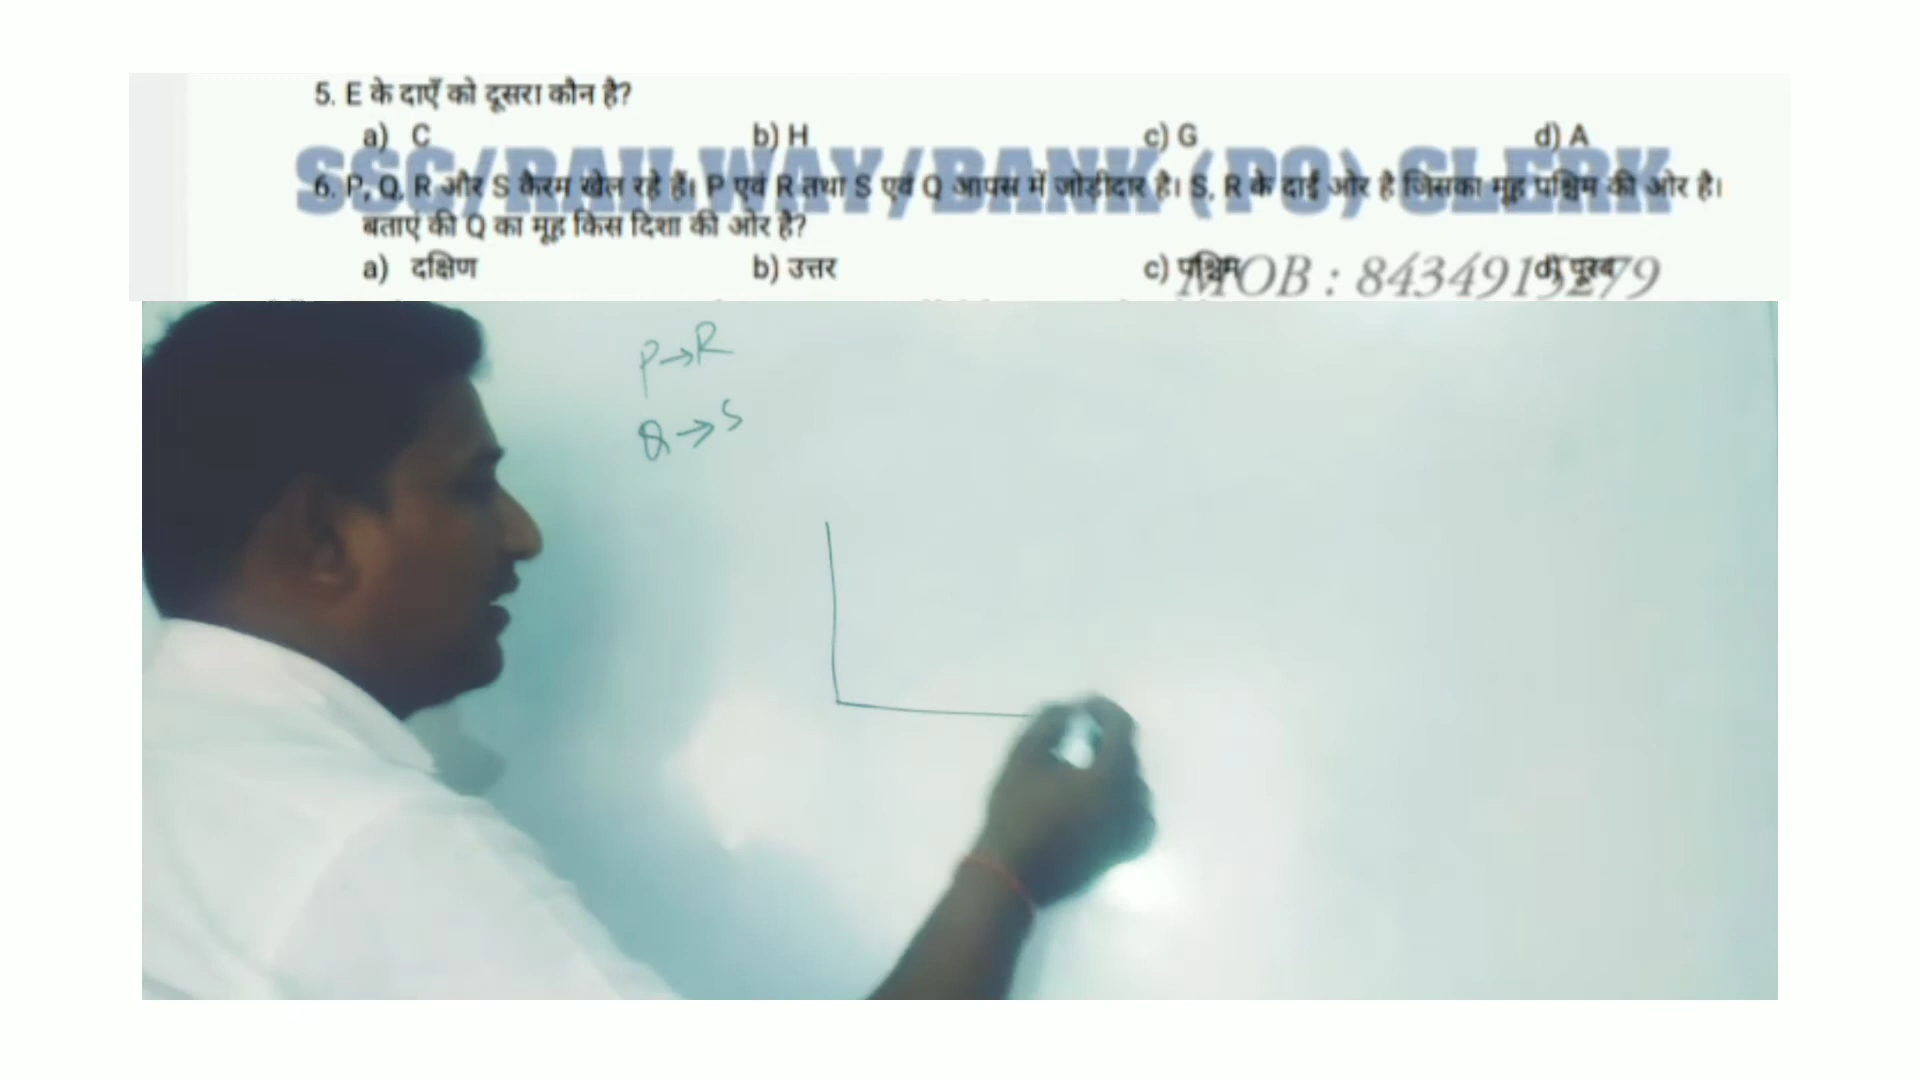 5. E के दाएँ को दूसरा कौन है?
a) C b) H c) G d) A
SSC/RAILWAY/BANK (PO) CLERK
6. P, Q, R और S कैरम खेल रहे हैं। P एवं R तथा S एवं Q आपस में जोड़ीदार है। S, R के दाईं ओर है जिसका मूह पश्चिम की ओर है।
बताएं की Q का मूह किस दिशा की ओर है?
a) दक्षिण b) उत्तर c) पश्चिम d) पूरब
MOB : 8434915279
P→R
Q→S